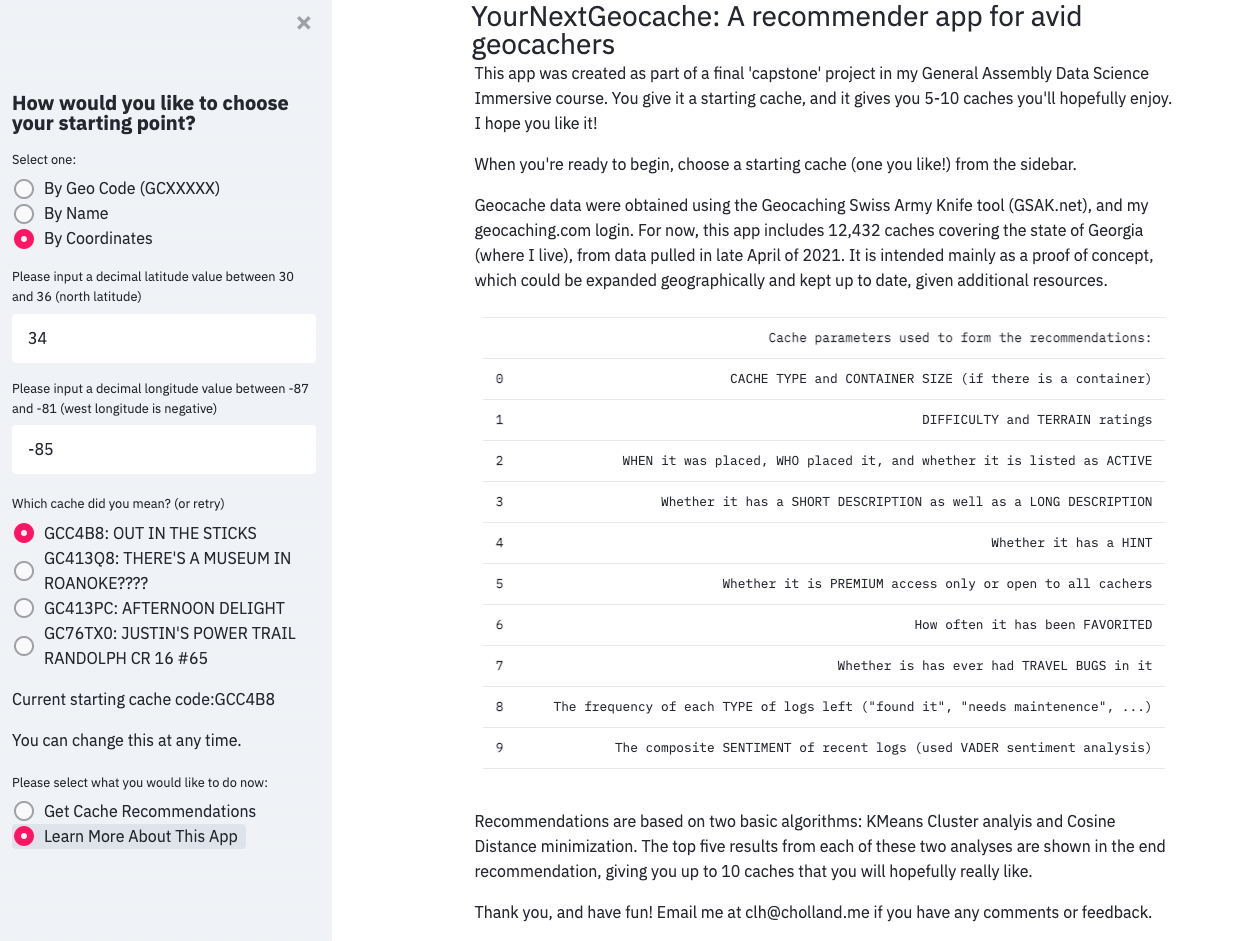 How would you like to choose
your starting point?
Select one:
By Geo Code (GCXXXXX)
By Name
By Coordinates
Please input a decimal latitude value between 30
and 36 (north latitude)
34
Please input a decimal longitude value between -87
and -81 (west longitude is negative)
-85
Which cache did you mean? (or retry)
GCC4B8: OUT IN THE STICKS
GC413Q8: THERE'S A MUSEUM IN
ROANOKE????
GC413PC: AFTERNOON DELIGHT
GC76TX0: JUSTIN'S POWER TRAIL
RANDOLPH CR 16 #65
Current starting cache code:GCC4B8
You can change this at any time.
Please select what you would like to do now:
Get Cache Recommendations
Learn More About This App
YourNextGeocache: A recommender app for avid
geocachers
This app was created as part of a final 'capstone' project in my General Assembly Data Science
Immersive course. You give it a starting cache, and it gives you 5-10 caches you'll hopefully enjoy.
I hope you like it!
When you're ready to begin, choose a starting cache (one you like!) from the sidebar.
Geocache data were obtained using the Geocaching Swiss Army Knife tool (GSAK.net), and my
geocaching.com login. For now, this app includes 12,432 caches covering the state of Georgia
(where I live), from data pulled in late April of 2021. It is intended mainly as a proof of concept,
which could be expanded geographically and kept up to date, given additional resources.
Cache parameters used to form the recommendations:
0 CACHE TYPE and CONTAINER SIZE (if there is a container)
1 DIFFICULTY and TERRAIN ratings
2 WHEN it was placed, WHO placed it, and whether it is listed as ACTIVE
3 Whether it has a SHORT DESCRIPTION as well as a LONG DESCRIPTION
4 Whether it has a HINT
5 Whether it is PREMIUM access only or open to all cachers
6 How often it has been FAVORITED
7 Whether is has ever had TRAVEL BUGS in it
8 The frequency of each TYPE of logs left ("found it", "needs maintenence", ...)
9 The composite SENTIMENT of recent logs (used VADER sentiment analysis)
Recommendations are based on two basic algorithms: KMeans Cluster analyis and Cosine
Distance minimization. The top five results from each of these two analyses are shown in the end
recommendation, giving you up to 10 caches that you will hopefully really like.
Thank you, and have fun! Email me at clh@cholland.me if you have any comments or feedback.